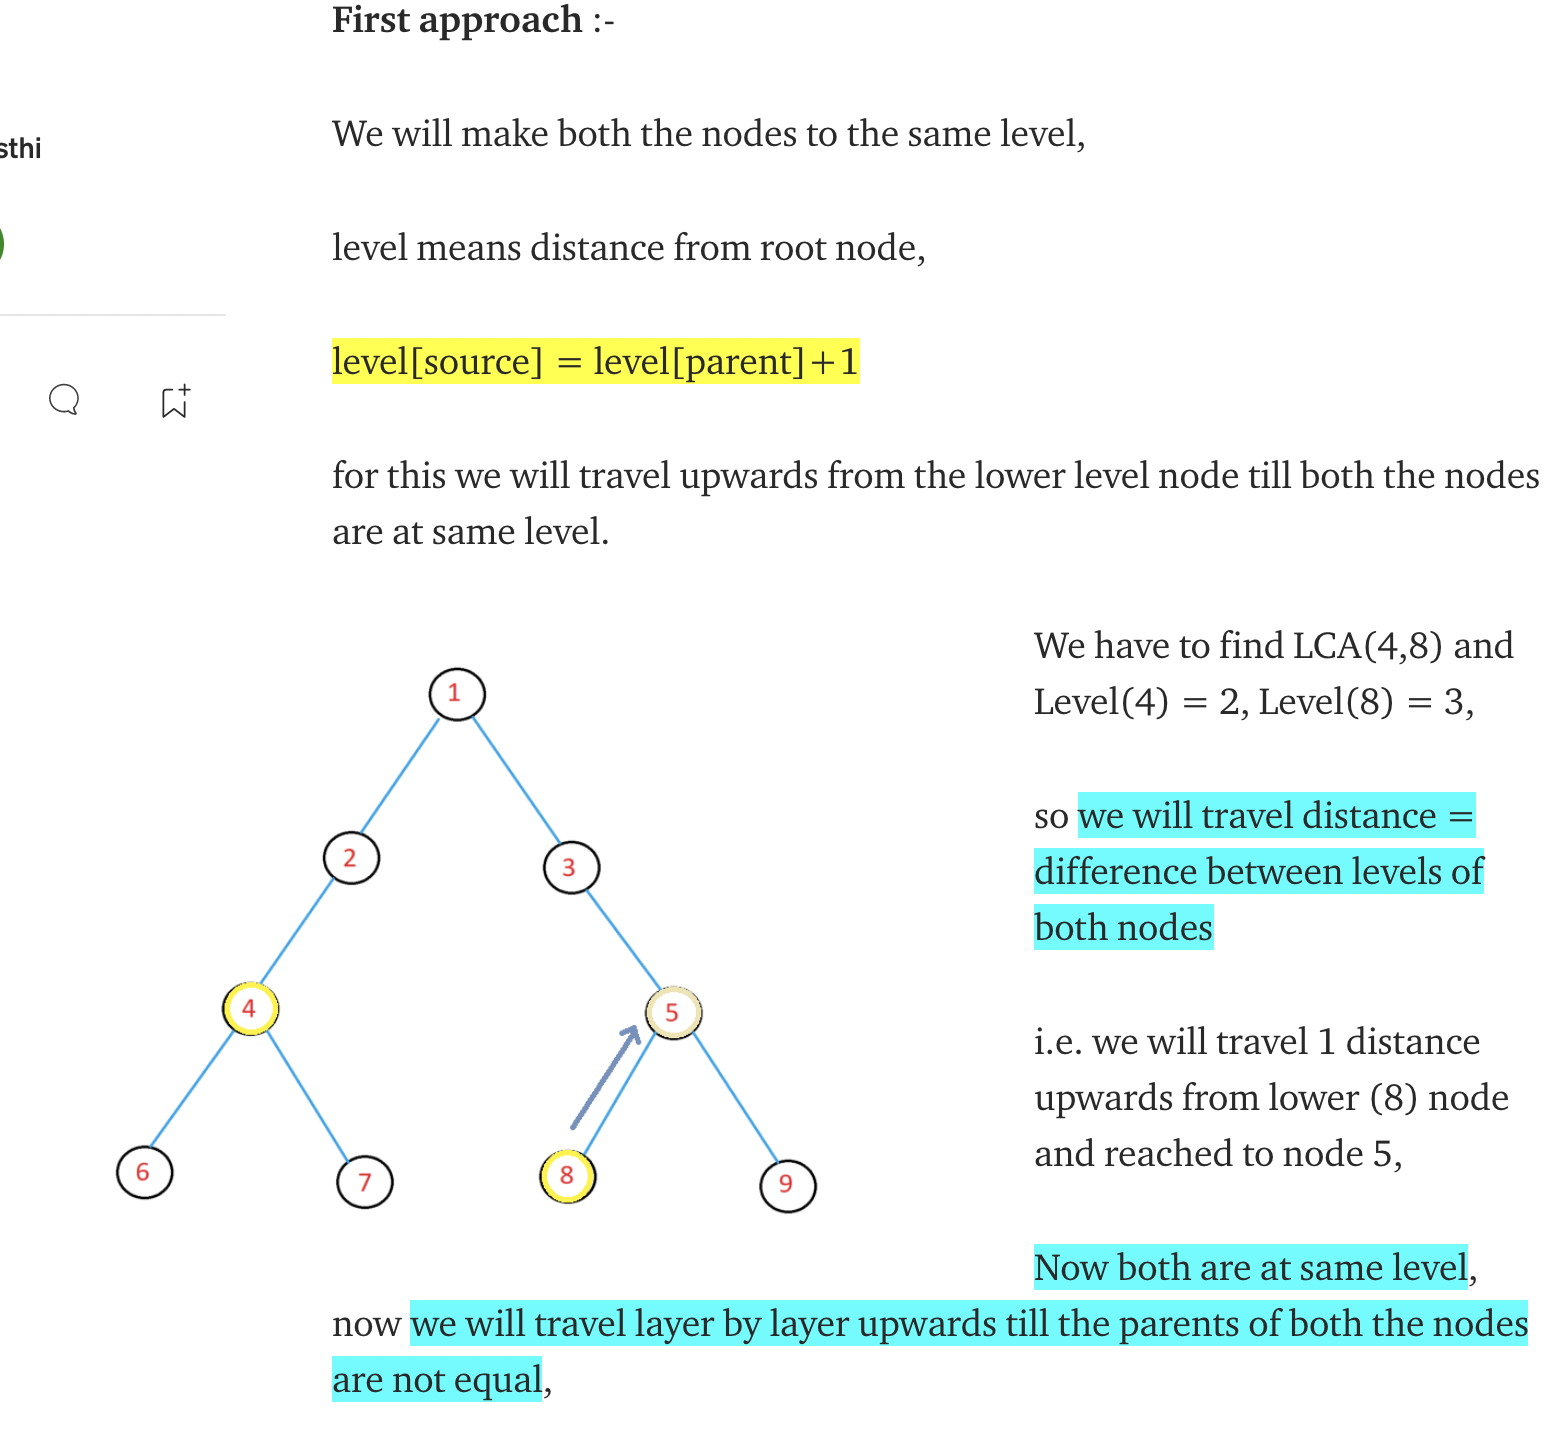 First approach :-
sthi
We will make both the nodes to the same level,
level means distance from root node,
level[source] = level[parent]+1
for this we will travel upwards from the lower level node till both the nodes
are at same level.
We have to find LCA(4,8) and
Level(4) = 2, Level(8) = 3,
so we will travel distance =
difference between levels of
both nodes
i.e. we will travel 1 distance
upwards from lower (8) node
and reached to node 5,
Now both are at same level,
1
2
3
4
5
6
7
8
9
now we will travel layer by layer upwards till the parents of both the nodes
are not equal,